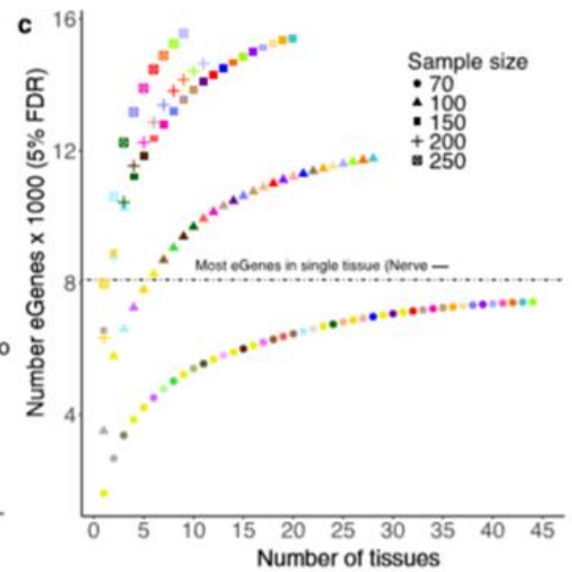 c
Number eGenes x 1000 (5% FDR)
16
12
8
4
Sample size
70
100
150
200
250
Most eGenes in single tissue (Nerve
0 5 10 15 20 25 30 35 40 45
Number of tissues
o